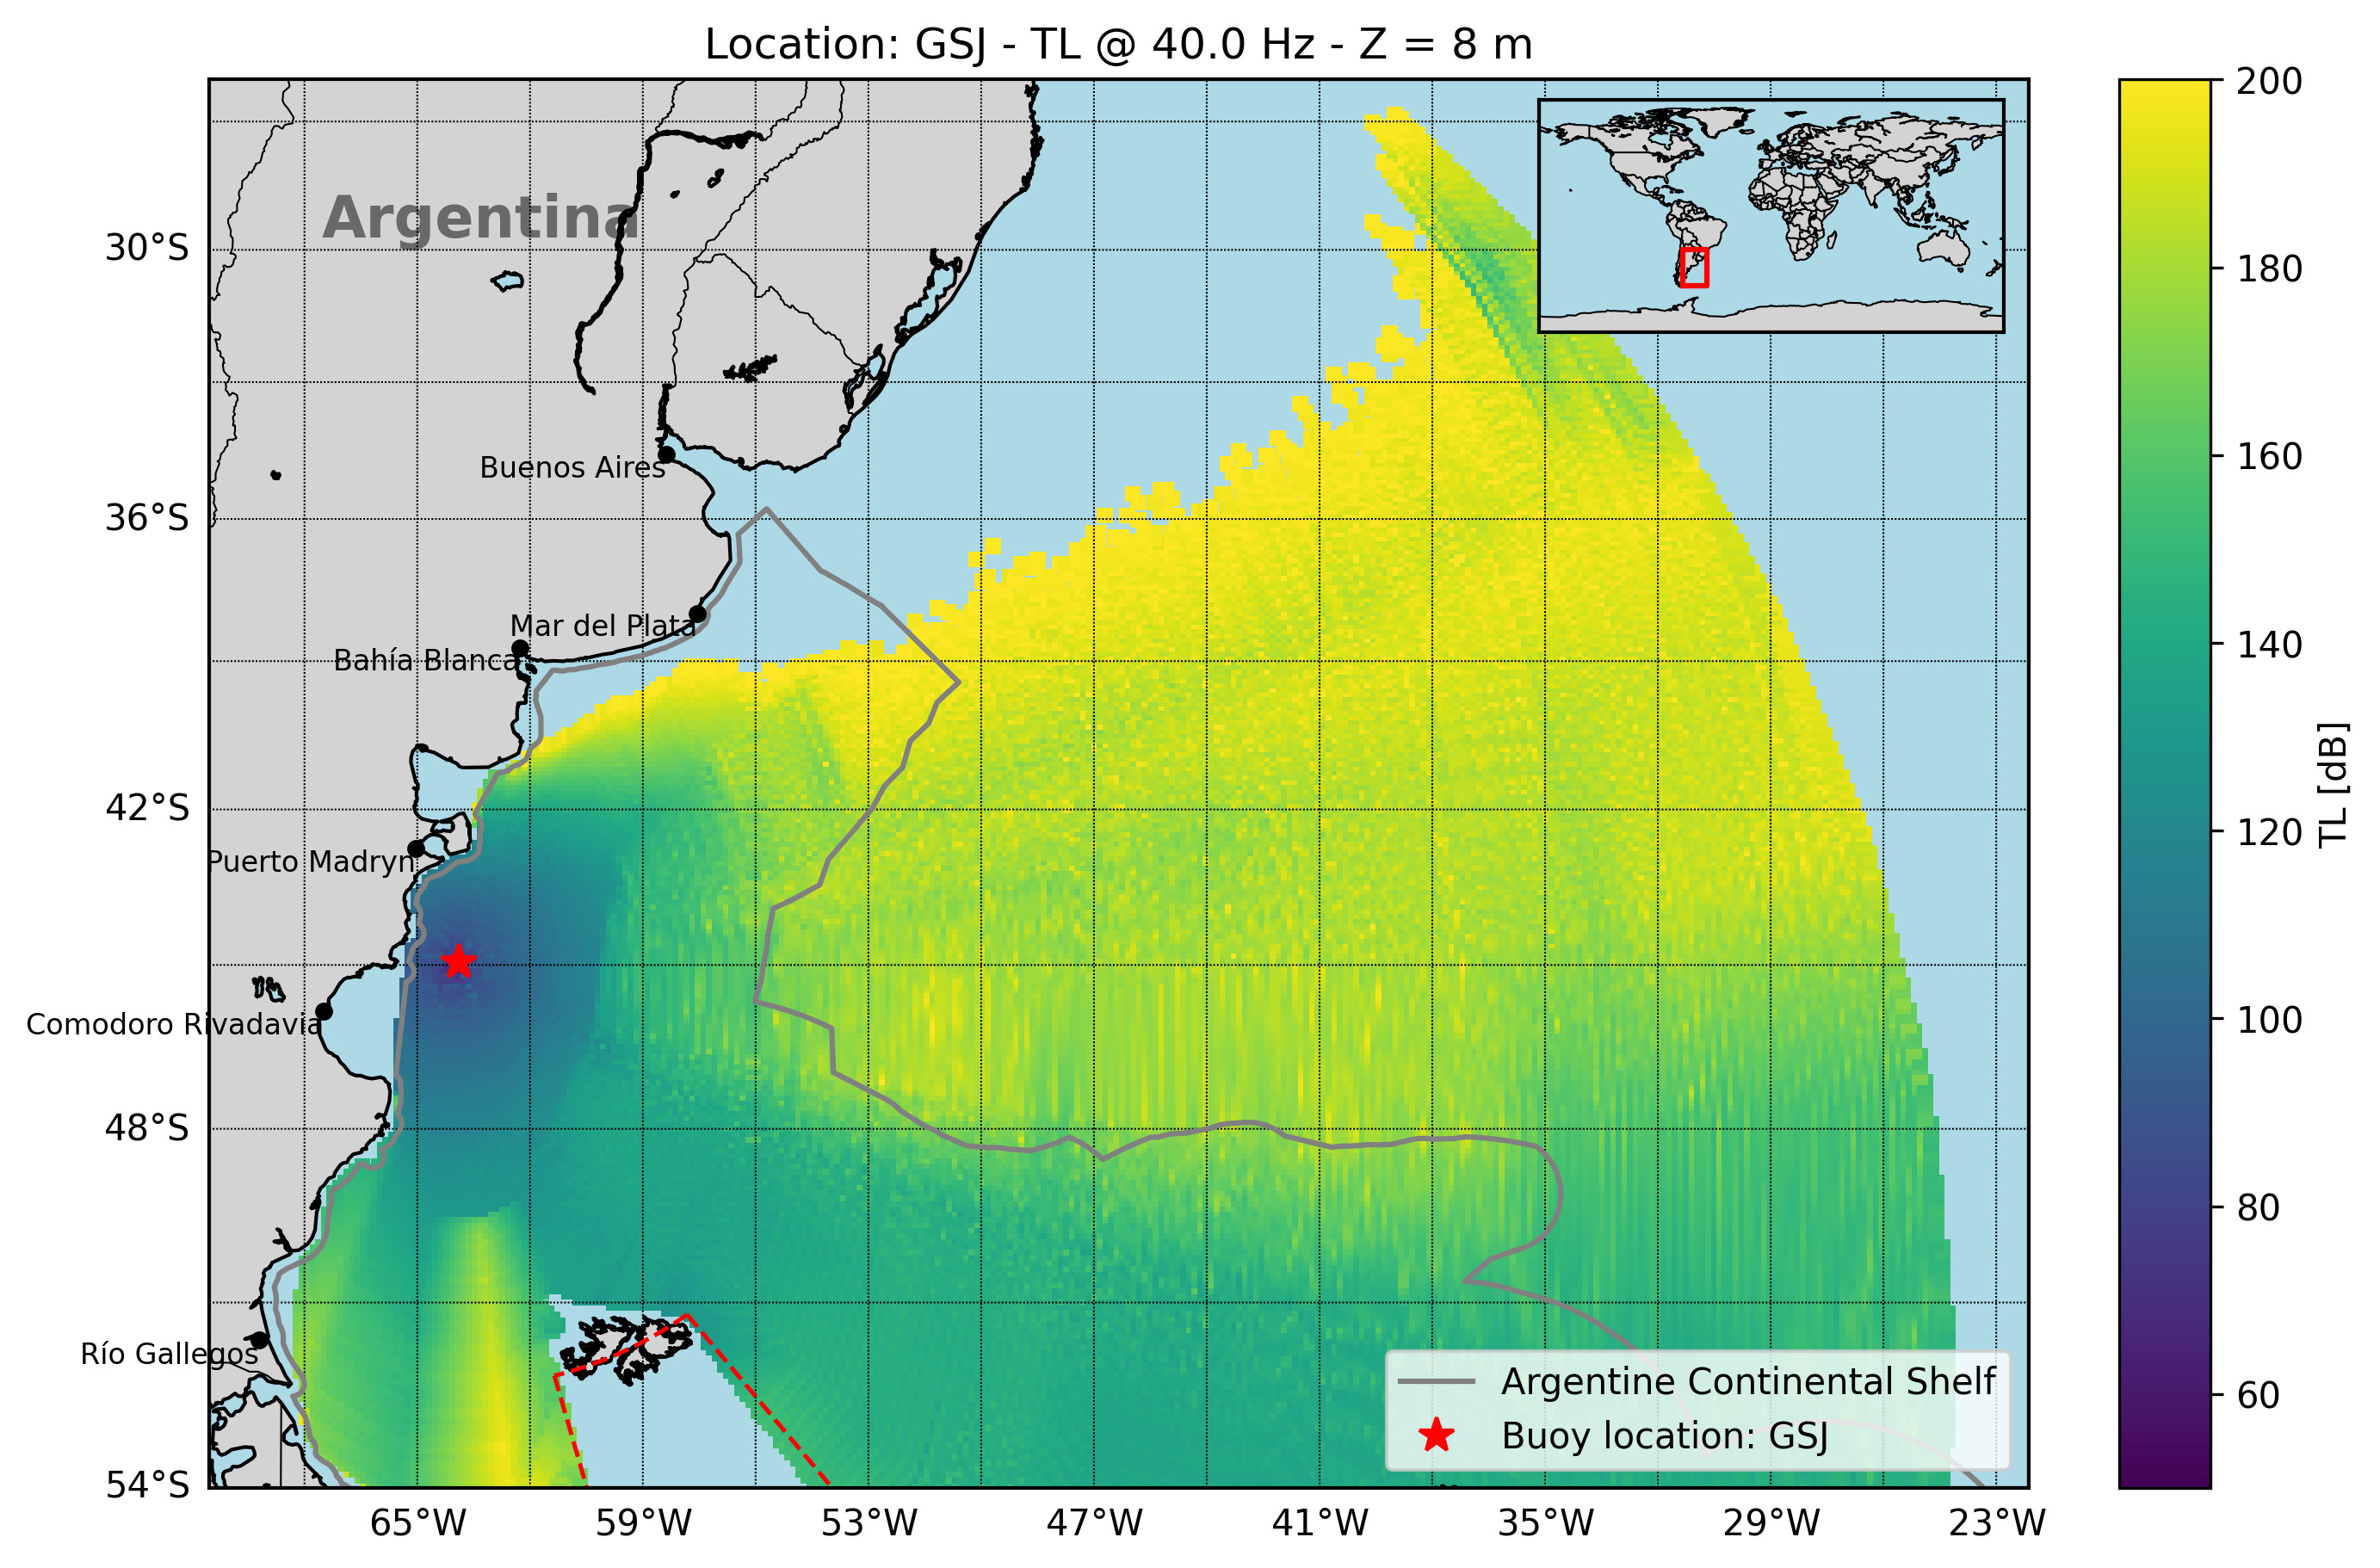 Location: GSJ - TL @ 40.0 Hz - Z = 8 m
Argentina
30°S
Buenos Aires
36°S
Mar del Plata
Bahía Blanca
42°S
Puerto Madryn
Comodoro Rivadavia
48°S
Río Gallegos
54°S
65°W 59°W 53°W 47°W 41°W 35°W 29°W 23°W
Argentine Continental Shelf
Buoy location: GSJ
200
180
160
140
120
100
80
60
TL [dB]